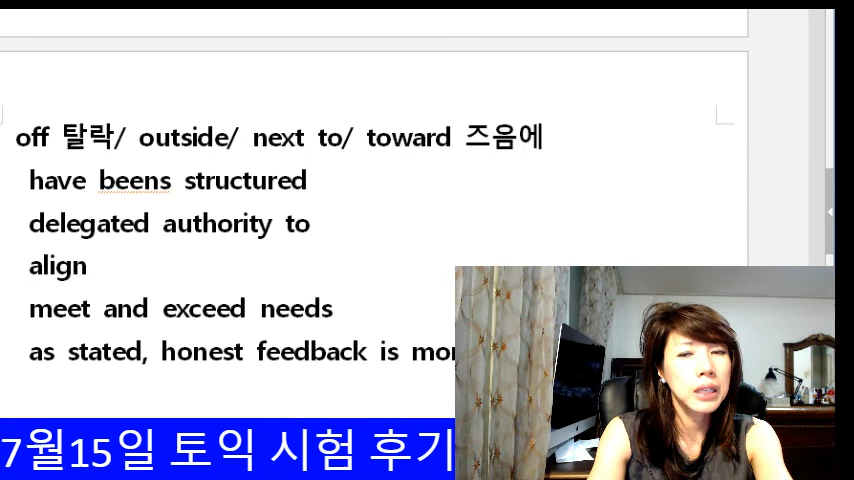 off 탈락/ outside/ next to/ toward 즈음에
have beens structured
delegated authority to
align
meet and exceed needs
as stated, honest feedback is
7월15일 토익 시험 후기